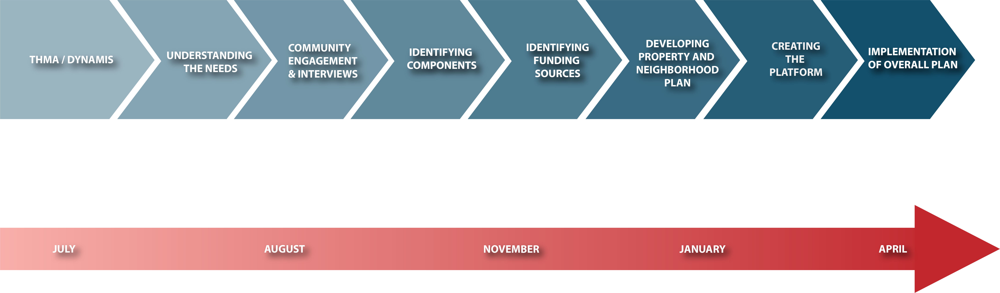 THMA / DYNAMIS
UNDERSTANDING
THE NEEDS
COMMUNITY
ENGAGEMENT
& INTERVIEWS
IDENTIFYING
COMPONENTS
IDENTIFYING
FUNDING
SOURCES
DEVELOPING
PROPERTY AND
NEIGHBORHOOD
PLAN
CREATING
THE
PLATFORM
IMPLEMENTATION
OF OVERALL PLAN
JULY
AUGUST
NOVEMBER
JANUARY
APRIL